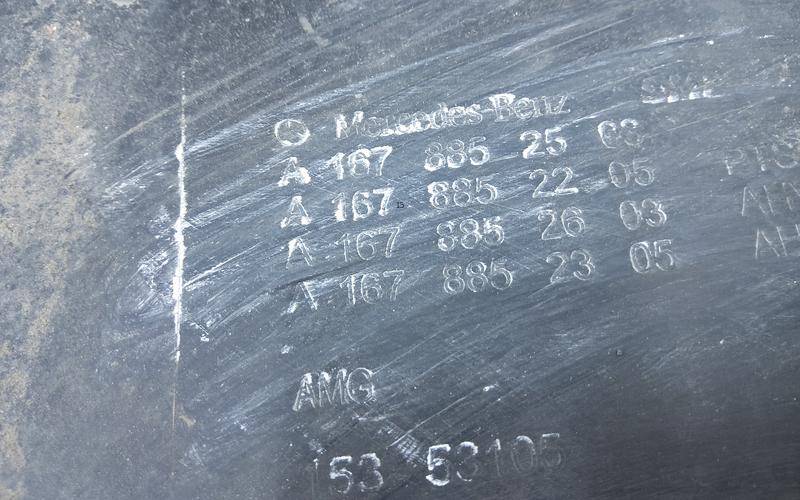 Mercedes-Benz
A 167 885 25 03
A 167 885 22 05
A 167 885 26 03
A 167 885 23 05
AMG
153 53105